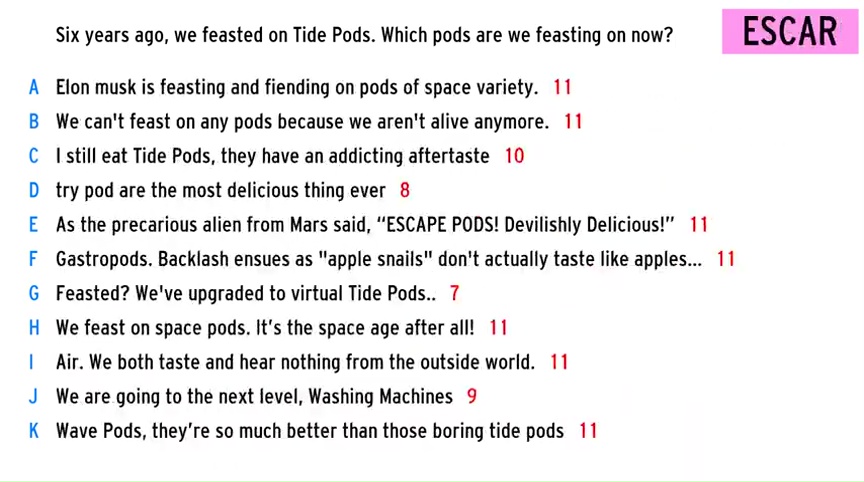 Six years ago, we feasted on Tide Pods. Which pods are we feasting on now?
ESCAR
A Elon musk is feasting and fiending on pods of space variety. 11
B We can't feast on any pods because we aren't alive anymore. 11
C I still eat Tide Pods, they have an addicting aftertaste 10
D try pod are the most delicious thing ever 8
E As the precarious alien from Mars said, “ESCAPE PODS! Devilishly Delicious!” 11
F Gastropods. Backlash ensues as "apple snails" don't actually taste like apples... 11
G Feasted? We've upgraded to virtual Tide Pods.. 7
H We feast on space pods. It’s the space age after all! 11
I Air. We both taste and hear nothing from the outside world. 11
J We are going to the next level, Washing Machines 9
K Wave Pods, they’re so much better than those boring tide pods 11